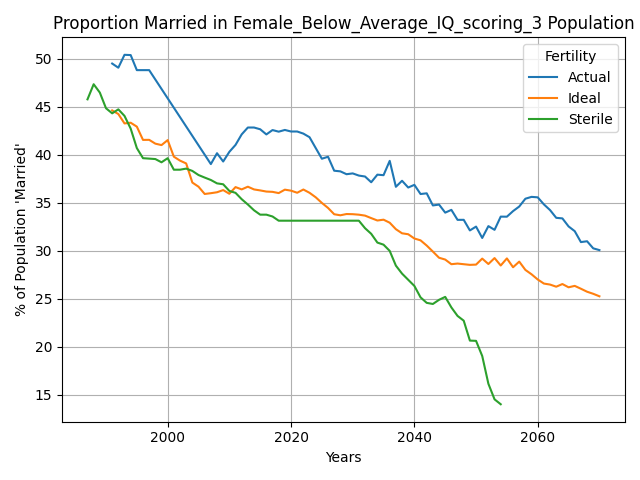 Proportion Married in Female_Below_Average_IQ_scoring_3 Population
% of Population 'Married'
50
45
40
35
30
25
20
15
Fertility
Actual
Ideal
Sterile
2000 2020 2040 2060
Years